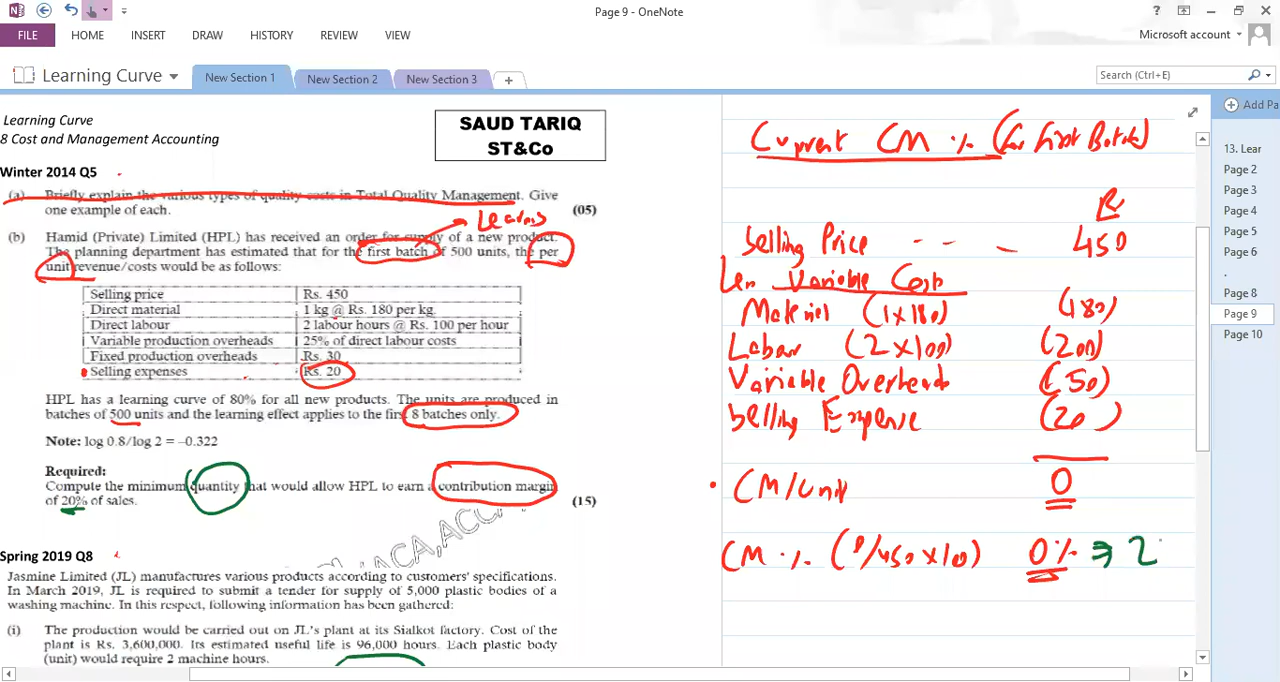 Page 9 - OneNote
FILE HOME INSERT DRAW HISTORY REVIEW VIEW
Microsoft account
Learning Curve New Section 1 New Section 2 New Section 3
Search (Ctrl+E)
Add Pa
13. Lear
Page 2
Page 3
Page 4
Page 5
Page 6
.
Page 8
Page 9
Page 10
Learning Curve
8 Cost and Management Accounting
SAUD TARIQ
ST&Co
Winter 2014 Q5
(a) Briefly explain the various types of quality costs in Total Quality Management. Give
one example of each. (05)
(b) Hamid (Private) Limited (HPL) has received an order for supply of a new product.
The planning department has estimated that for the first batch of 500 units, the per
unit revenue/costs would be as follows:
Selling price Rs. 450
Direct material 1 kg @ Rs. 180 per kg.
Direct labour 2 labour hours @ Rs. 100 per hour
Variable production overheads 25% of direct labour costs
Fixed production overheads Rs. 30
Selling expenses Rs. 20
HPL has a learning curve of 80% for all new products. The units are produced in
batches of 500 units and the learning effect applies to the first 8 batches only.
Note: log 0.8/log 2 = –0.322
Required:
Compute the minimum quantity that would allow HPL to earn a contribution margin
of 20% of sales. (15)
Spring 2019 Q8
Jasmine Limited (JL) manufactures various products according to customers' specifications.
In March 2019, JL is required to submit a tender for supply of 5,000 plastic bodies of a
washing machine. In this respect, following information has been gathered:
(i) The production would be carried out on JL's plant at its Sialkot factory. Cost of the
plant is Rs. 3,600,000. Its estimated useful life is 96,000 hours. Each plastic body
(unit) would require 2 machine hours.
Current CM % (for First Batch)
Selling Price - - - 450
Less Variable Cost
Material (1x180) (180)
Labour (2x100) (200)
Variable Overheads (50)
Selling Expense (20)
CM/Unit 0
CM % (0/450x100) 0% ⇒ 2